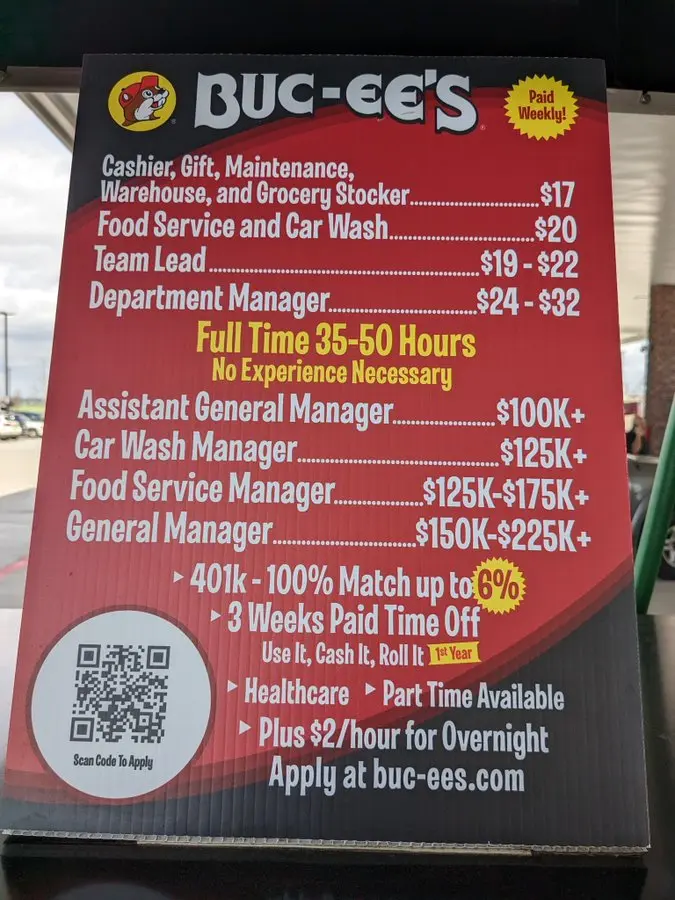 BUC-EE'S
Paid
Weekly!
Cashier, Gift, Maintenance,
Warehouse, and Grocery Stocker..............................$17
Food Service and Car Wash..................................$20
Team Lead..............................................................$19 - $22
Department Manager..................................$24 - $32
Full Time 35-50 Hours
No Experience Necessary
Assistant General Manager........................$100K+
Car Wash Manager..............................................$125K+
Food Service Manager....................$125K-$175K+
General Manager................................$150K-$225K+
‣ 401k - 100% Match up to 6%
‣ 3 Weeks Paid Time Off
Use It, Cash It, Roll It 1st Year
‣ Healthcare ‣ Part Time Available
‣ Plus $2/hour for Overnight
Apply at buc-ees.com
Scan Code To Apply